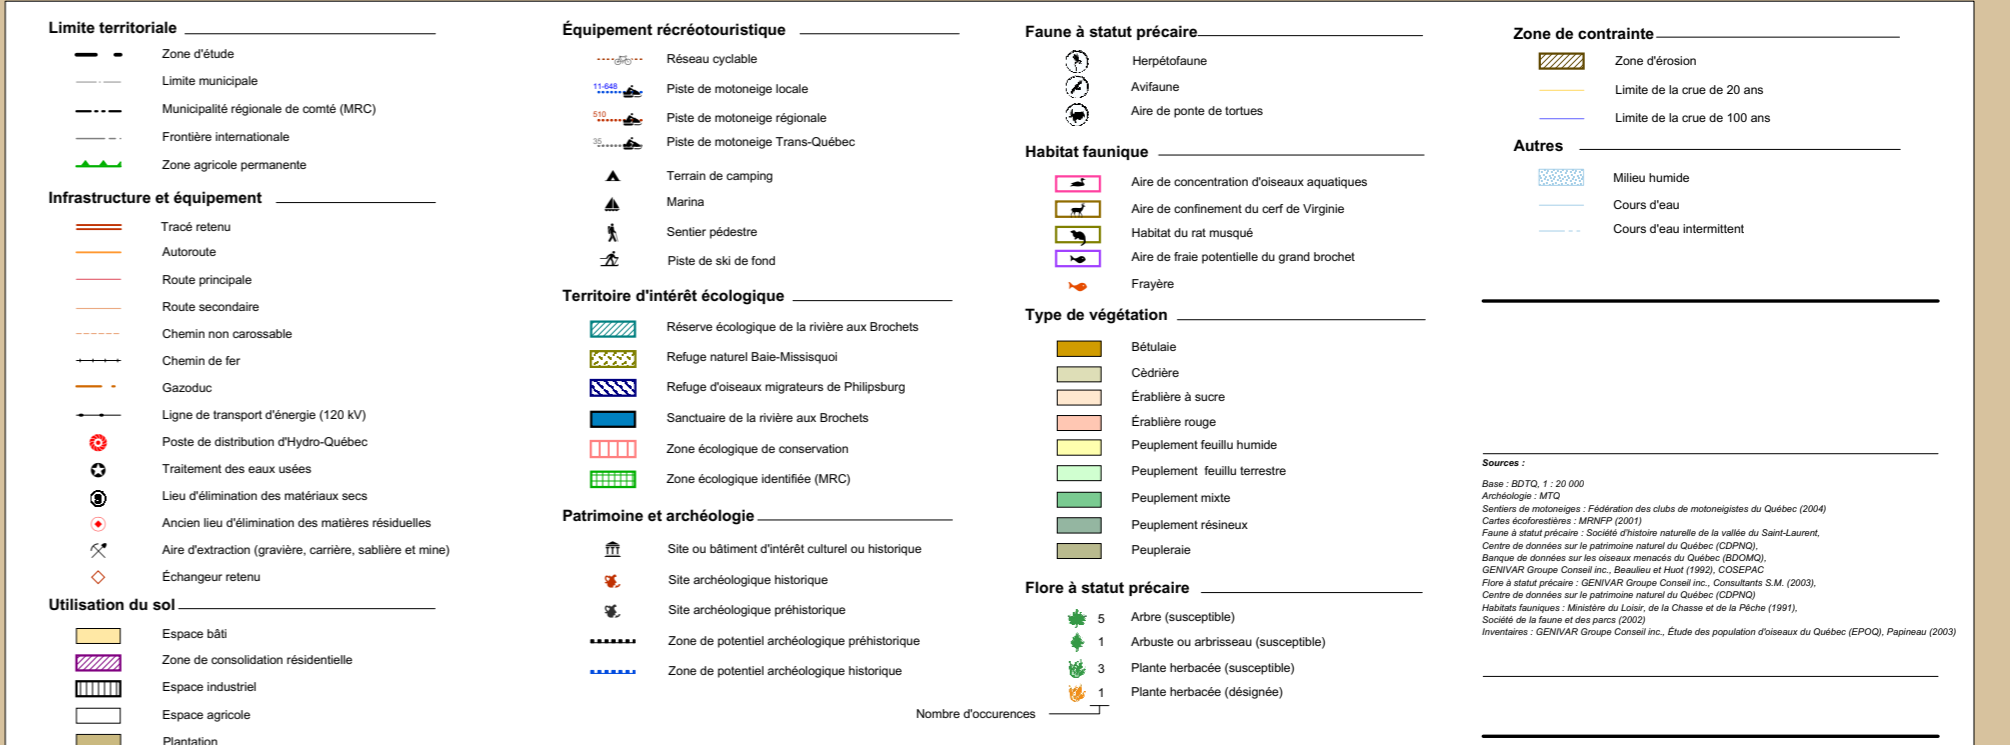 Limite territoriale
Zone d'étude
Limite municipale
Municipalité régionale de comté (MRC)
Frontière internationale
Zone agricole permanente
Infrastructure et équipement
Tracé retenu
Autoroute
Route principale
Route secondaire
Chemin non carossable
Chemin de fer
Gazoduc
Ligne de transport d'énergie (120 kV)
Poste de distribution d'Hydro-Québec
Traitement des eaux usées
Lieu d'élimination des matériaux secs
Ancien lieu d'élimination des matières résiduelles
Aire d'extraction (gravière, carrière, sablière et mine)
Échangeur retenu
Utilisation du sol
Espace bâti
Zone de consolidation résidentielle
Espace industriel
Espace agricole
Plantation
Équipement récréotouristique
Réseau cyclable
11-648 Piste de motoneige locale
510 Piste de motoneige régionale
35 Piste de motoneige Trans-Québec
Terrain de camping
Marina
Sentier pédestre
Piste de ski de fond
Territoire d'intérêt écologique
Réserve écologique de la rivière aux Brochets
Refuge naturel Baie-Missisquoi
Refuge d'oiseaux migrateurs de Philipsburg
Sanctuaire de la rivière aux Brochets
Zone écologique de conservation
Zone écologique identifiée (MRC)
Patrimoine et archéologie
Site ou bâtiment d'intérêt culturel ou historique
Site archéologique historique
Site archéologique préhistorique
Zone de potentiel archéologique préhistorique
Zone de potentiel archéologique historique
Faune à statut précaire
Herpétofaune
Avifaune
Aire de ponte de tortues
Habitat faunique
Aire de concentration d'oiseaux aquatiques
Aire de confinement du cerf de Virginie
Habitat du rat musqué
Aire de fraie potentielle du grand brochet
Frayère
Type de végétation
Bétulaie
Cèdrière
Érablière à sucre
Érablière rouge
Peuplement feuillu humide
Peuplement feuillu terrestre
Peuplement mixte
Peuplement résineux
Peupleraie
Flore à statut précaire
5 Arbre (susceptible)
1 Arbuste ou arbrisseau (susceptible)
3 Plante herbacée (susceptible)
1 Plante herbacée (désignée)
Nombre d'occurences
Zone de contrainte
Zone d'érosion
Limite de la crue de 20 ans
Limite de la crue de 100 ans
Autres
Milieu humide
Cours d'eau
Cours d'eau intermittent
Sources :
Base : BDTQ, 1 : 20 000
Archéologie : MTQ
Sentiers de motoneiges : Fédération des clubs de motoneigistes du Québec (2004)
Cartes écoforestières : MRNFP (2001)
Faune à statut précaire : Société d'histoire naturelle de la vallée du Saint-Laurent,
Centre de données sur le patrimoine naturel du Québec (CDPNQ),
Banque de données sur les oiseaux menacés du Québec (BDOMQ),
GENIVAR Groupe Conseil inc., Beaulieu et Huot (1992), COSEPAC
Flore à statut précaire : GENIVAR Groupe Conseil inc., Consultants S.M. (2003),
Centre de données sur le patrimoine naturel du Québec (CDPNQ)
Habitats fauniques : Ministère du Loisir, de la Chasse et de la Pêche (1991),
Société de la faune et des parcs (2002)
Inventaires : GENIVAR Groupe Conseil inc., Étude des population d'oiseaux du Québec (EPOQ), Papineau (2003)